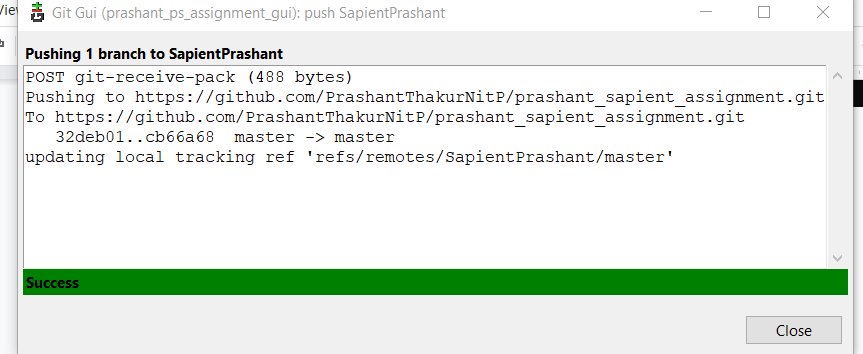 View
Git Gui (prashant_ps_assignment_gui): push SapientPrashant
Pushing 1 branch to SapientPrashant
POST git-receive-pack (488 bytes)
Pushing to https://github.com/PrashantThakurNitP/prashant_sapient_assignment.git
To https://github.com/PrashantThakurNitP/prashant_sapient_assignment.git
32deb01..cb66a68  master -> master
updating local tracking ref 'refs/remotes/SapientPrashant/master'
Success
Close